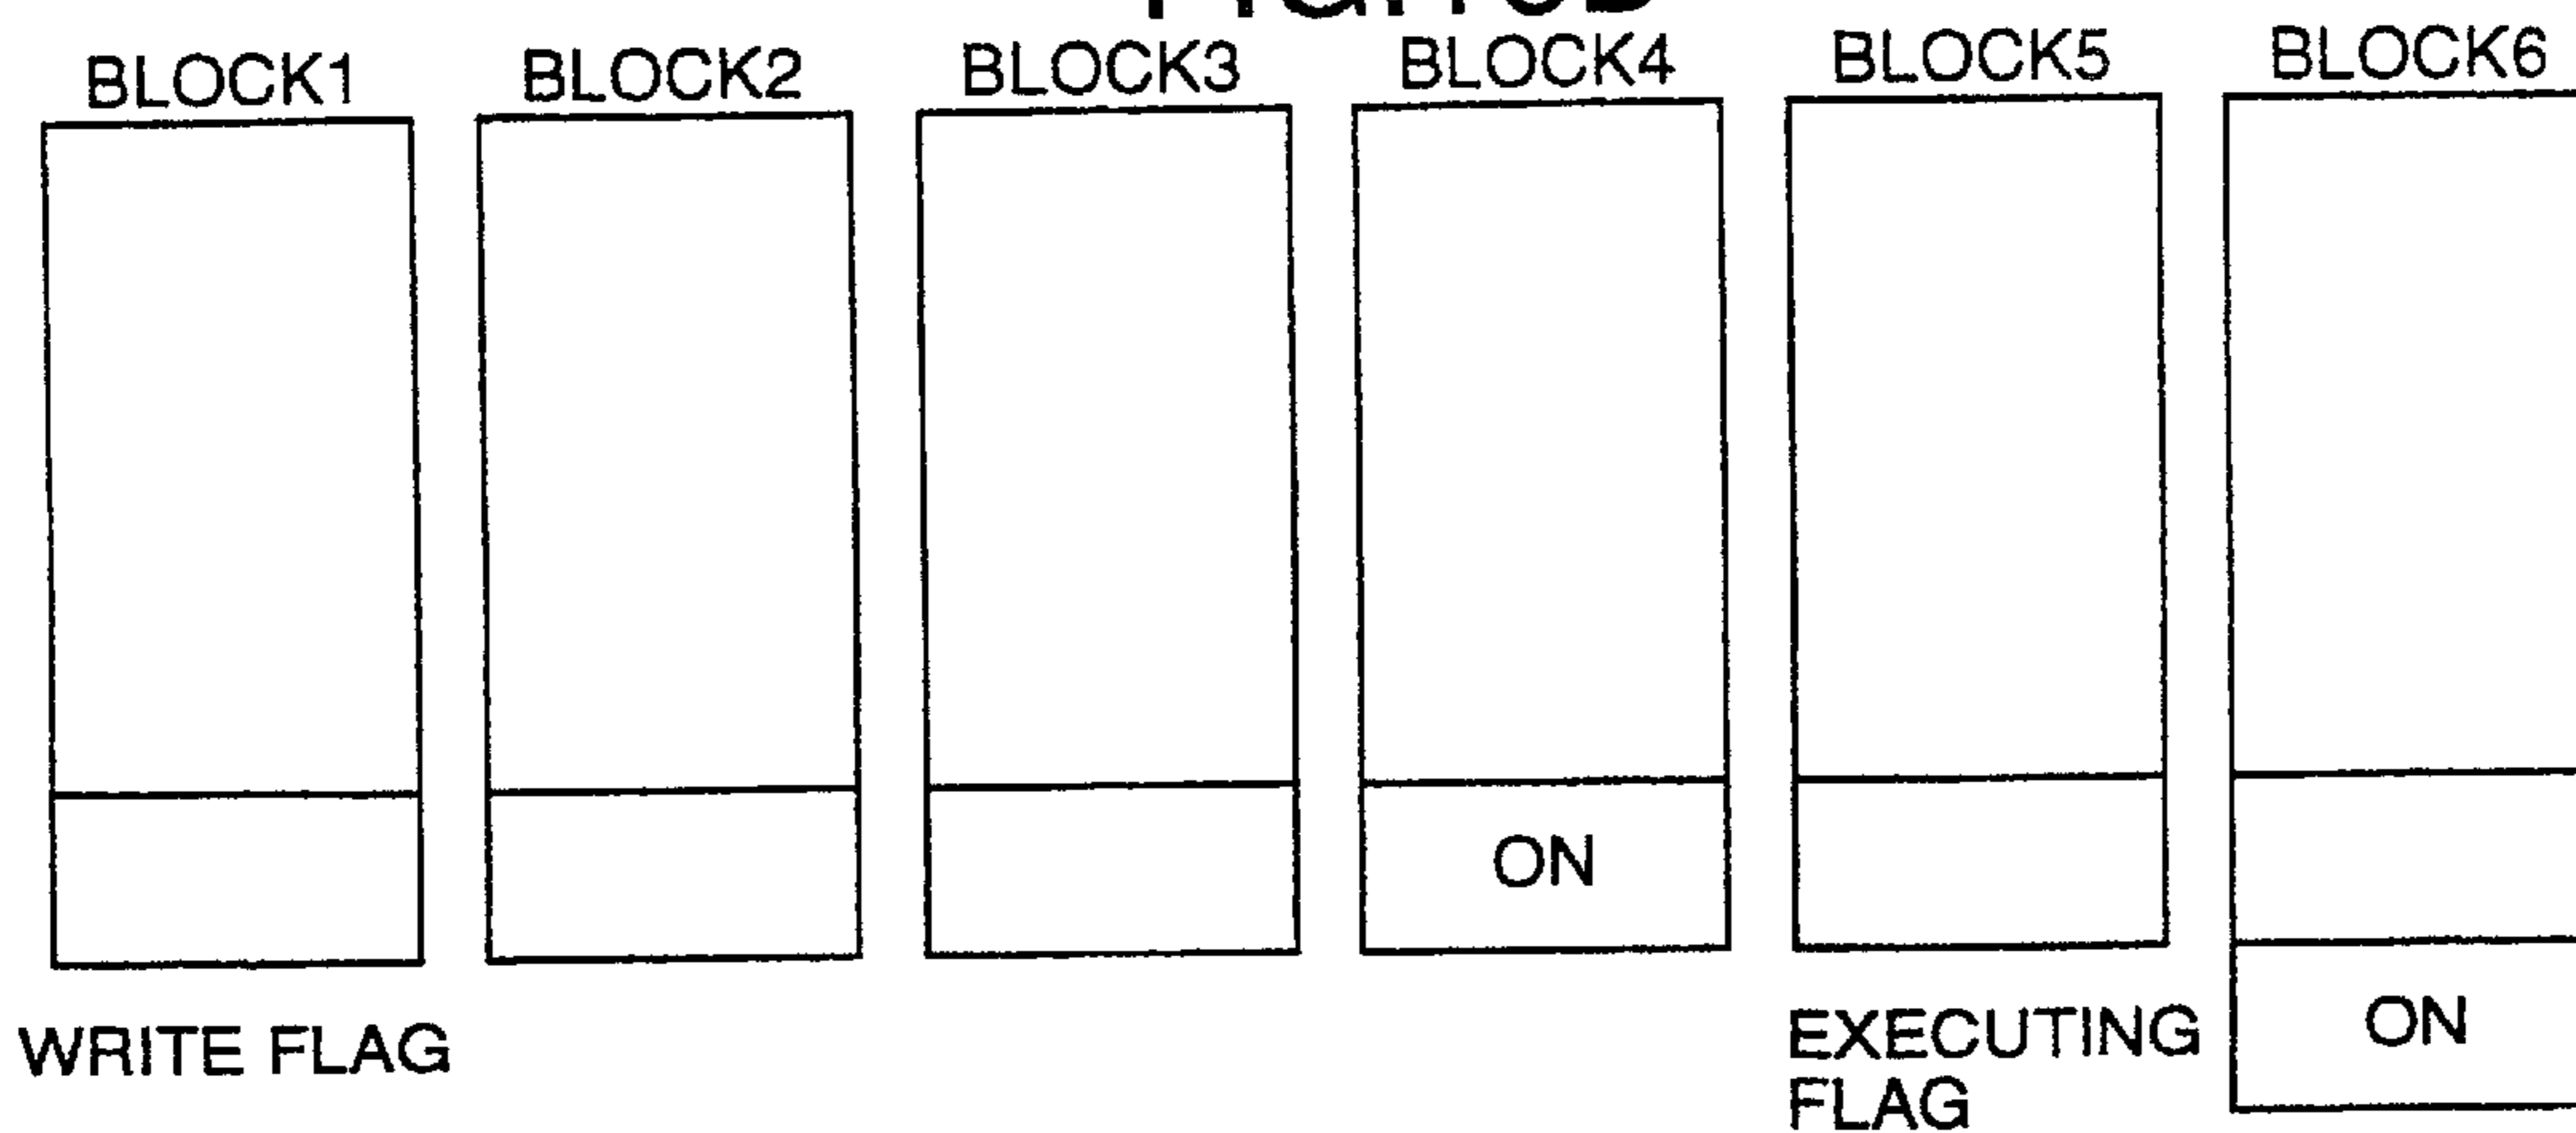 BLOCK1 BLOCK2 BLOCK3 BLOCK4 BLOCK5 BLOCK6
ON
ON
WRITE FLAG
EXECUTING
FLAG